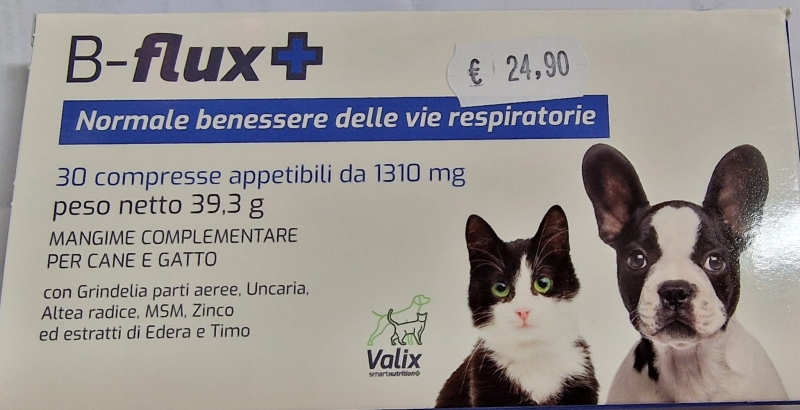 B-flux+
€ 24,90
Normale benessere delle vie respiratorie
30 compresse appetibili da 1310 mg
peso netto 39,3 g
MANGIME COMPLEMENTARE
PER CANE E GATTO
con Grindelia parti aeree, Uncaria,
Altea radice, MSM, Zinco
ed estratti di Edera e Timo
Valix
smartnutrition